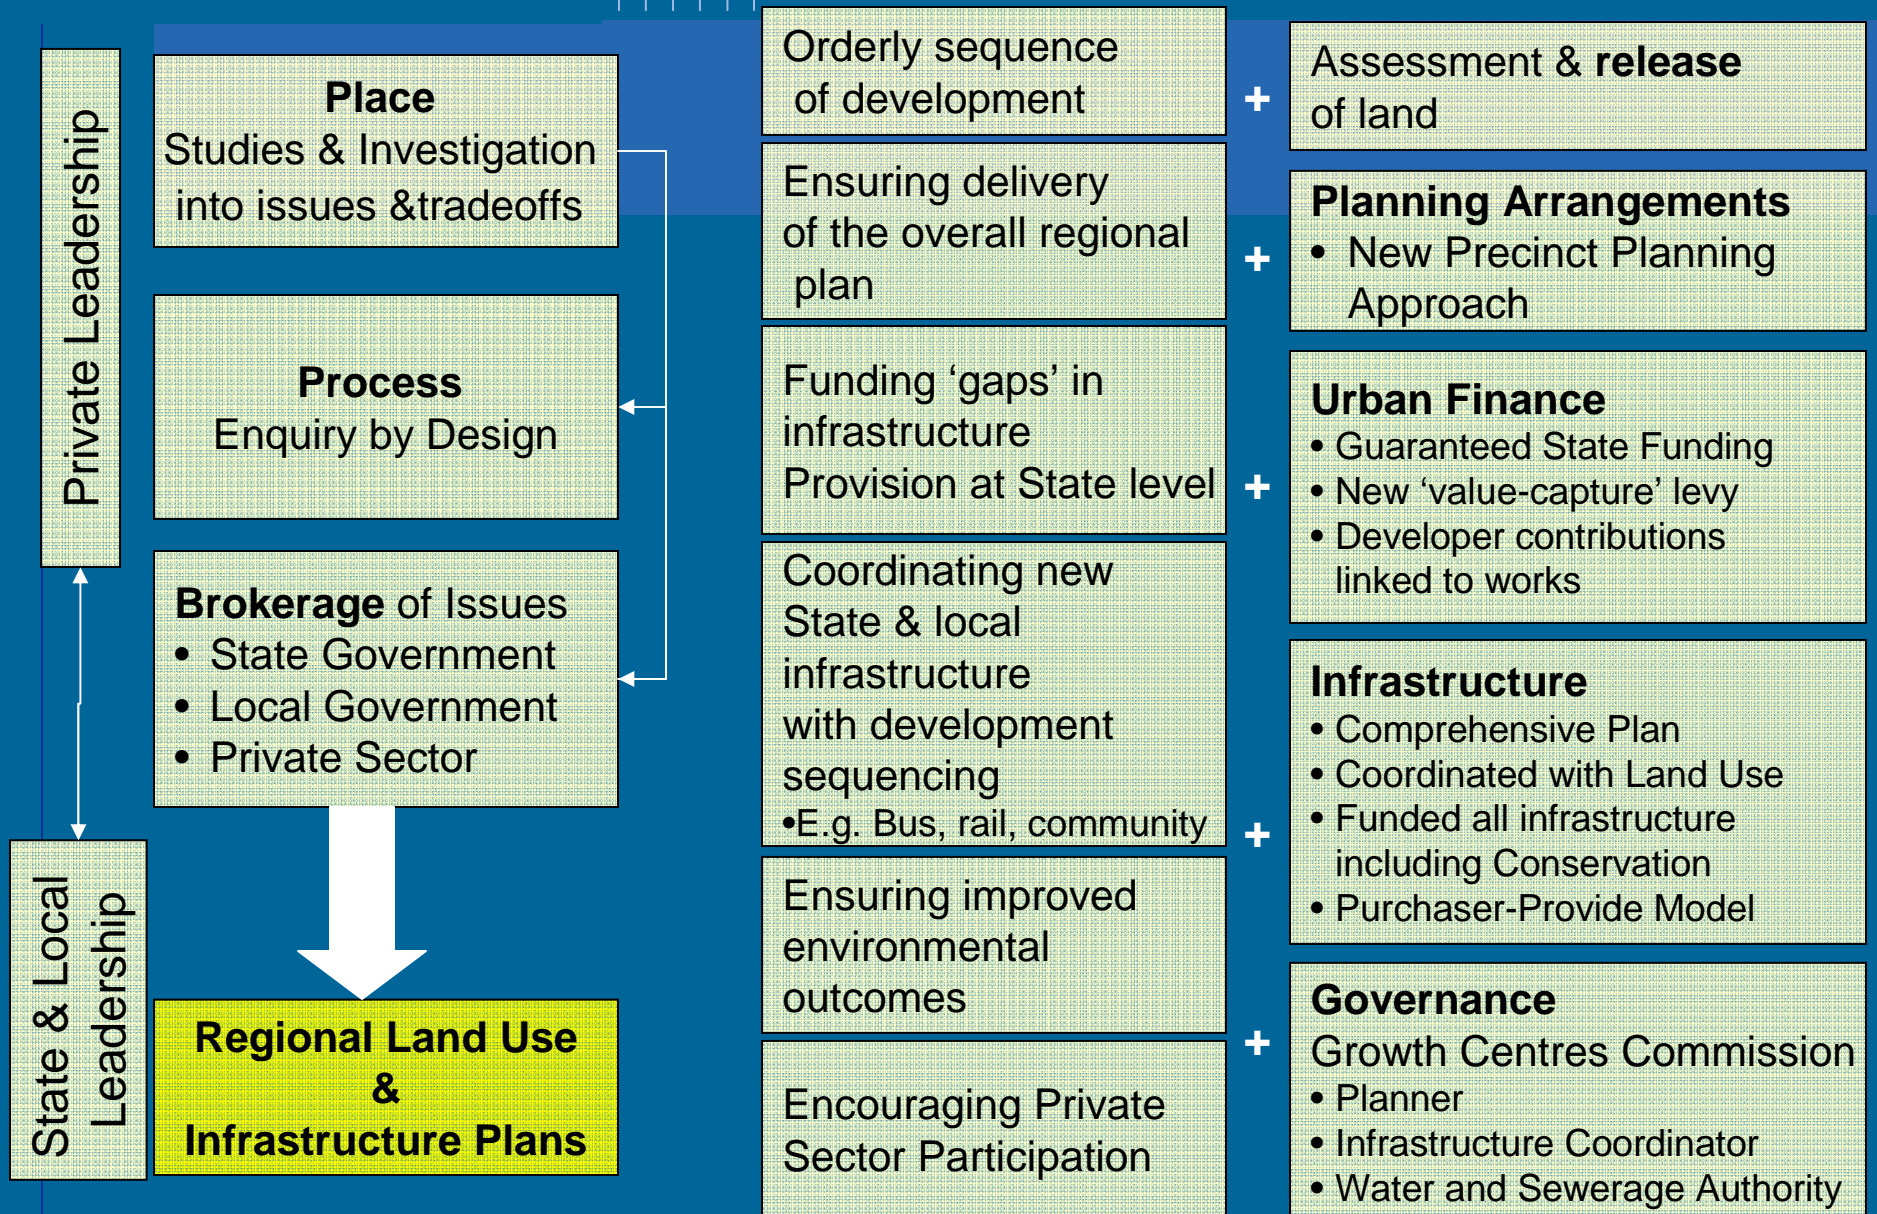 Private Leadership
State & Local
Leadership
Place
Studies & Investigation
into issues &tradeoffs
Process
Enquiry by Design
Brokerage of Issues
• State Government
• Local Government
• Private Sector
Regional Land Use
&
Infrastructure Plans
Orderly sequence
of development
Ensuring delivery
of the overall regional
plan
Funding ‘gaps’ in
infrastructure
Provision at State level
Coordinating new
State & local
infrastructure
with development
sequencing
•E.g. Bus, rail, community
Ensuring improved
environmental
outcomes
Encouraging Private
Sector Participation
+
+
+
+
+
Assessment & release
of land
Planning Arrangements
• New Precinct Planning
Approach
Urban Finance
• Guaranteed State Funding
• New ‘value-capture’ levy
• Developer contributions
linked to works
Infrastructure
• Comprehensive Plan
• Coordinated with Land Use
• Funded all infrastructure
including Conservation
• Purchaser-Provide Model
Governance
Growth Centres Commission
• Planner
• Infrastructure Coordinator
• Water and Sewerage Authority